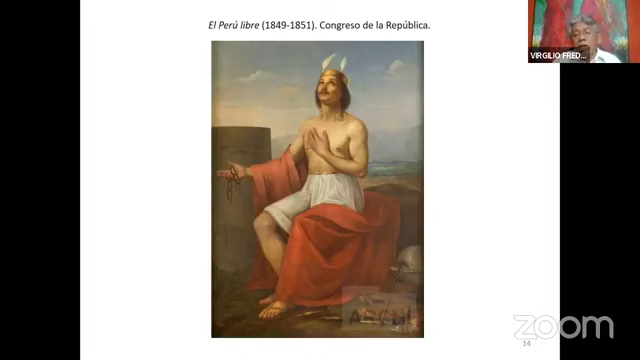 El Perú libre (1849-1851). Congreso de la República.
VIRGILIO FRED...
zoom
14